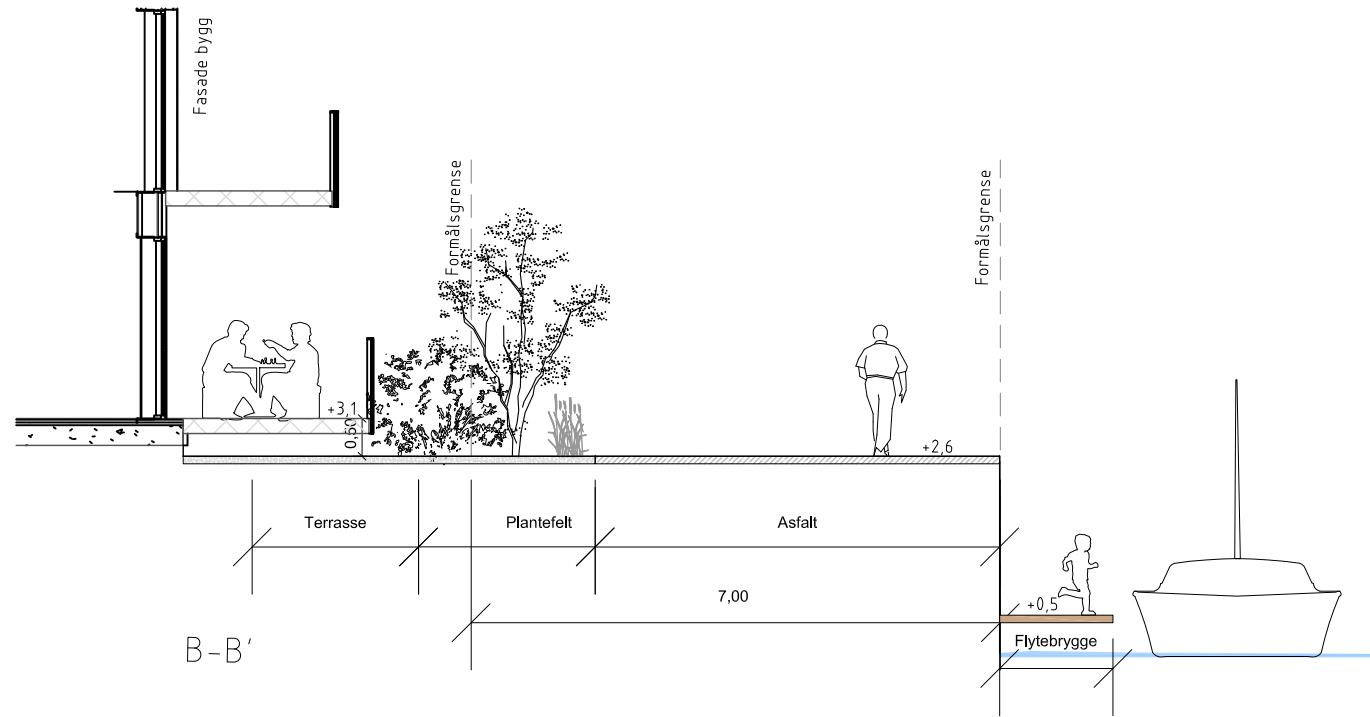 Fasade bygg
Formålsgrense
Formålsgrense
+3,1
0,60
+2,6
Terrasse
Plantefelt
Asfalt
7,00
+0,5
Flytebrygge
B-B'